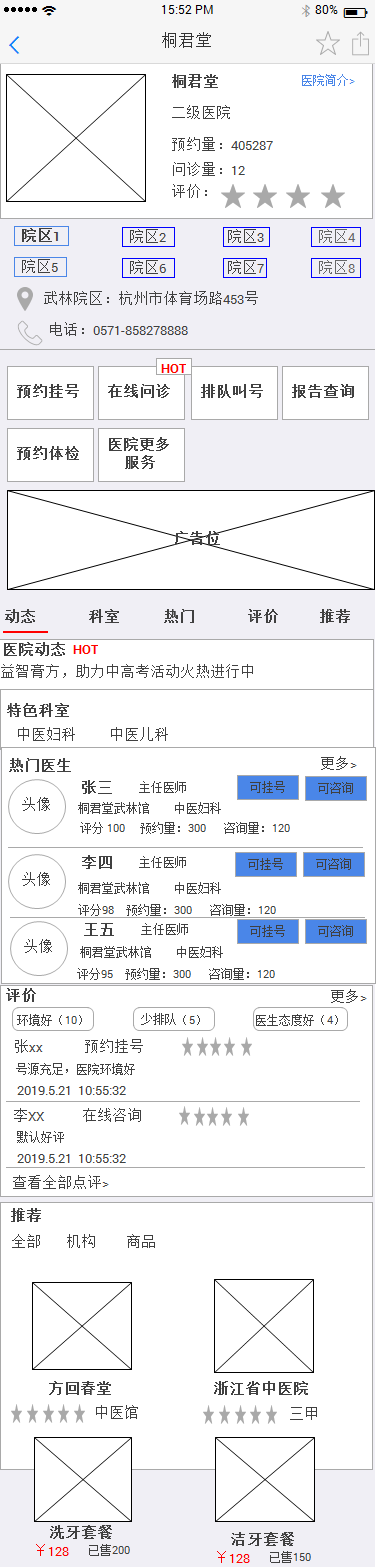 15:52 PM 80%
桐君堂
桐君堂 医院简介>
二级医院
预约量：405287
问诊量：12
评价：
院区1 院区2 院区3 院区4
院区5 院区6 院区7 院区8
武林院区：杭州市体育场路453号
电话：0571-858278888
HOT
预约挂号 在线问诊 排队叫号 报告查询
预约体检 医院更多
服务
广告位
动态 科室 热门 评价 推荐
医院动态 HOT
益智膏方，助力中高考活动火热进行中
特色科室
中医妇科 中医儿科
热门医生 更多>
头像 张三 主任医师 可挂号 可咨询
桐君堂武林馆 中医妇科
评分 100 预约量：300 咨询量：120
头像 李四 主任医师 可挂号 可咨询
桐君堂武林馆 中医妇科
评分98 预约量：300 咨询量：120
头像 王五 主任医师 可挂号 可咨询
桐君堂武林馆 中医妇科
评分95 预约量：300 咨询量：120
评价 更多>
环境好（10） 少排队（5） 医生态度好（4）
张xx 预约挂号
号源充足，医院环境好
2019.5.21 10:55:32
李XX 在线咨询
默认好评
2019.5.21 10:55:32
查看全部点评>
推荐
全部 机构 商品
方回春堂 浙江省中医院
中医馆 三甲
洗牙套餐 洁牙套餐
￥128 已售200 ￥128 已售150